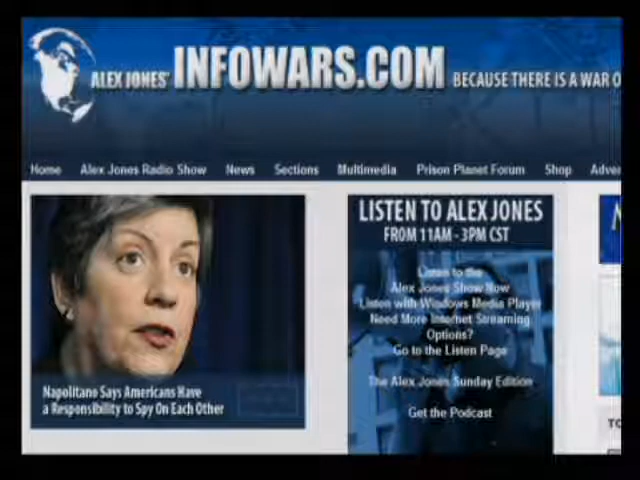 ALEX JONES' INFOWARS.COM BECAUSE THERE IS A WAR O
Home Alex Jones Radio Show News Sections Multimedia Prison Planet Forum Shop Adver
LISTEN TO ALEX JONES
FROM 11AM - 3PM CST
Listen to the
Alex Jones Show Now
Listen with Windows Media Player
Need More Internet Streaming
Options?
Go to the Listen Page
The Alex Jones Sunday Edition
Get the Podcast
Napolitano Says Americans Have
a Responsibility to Spy On Each Other
TO